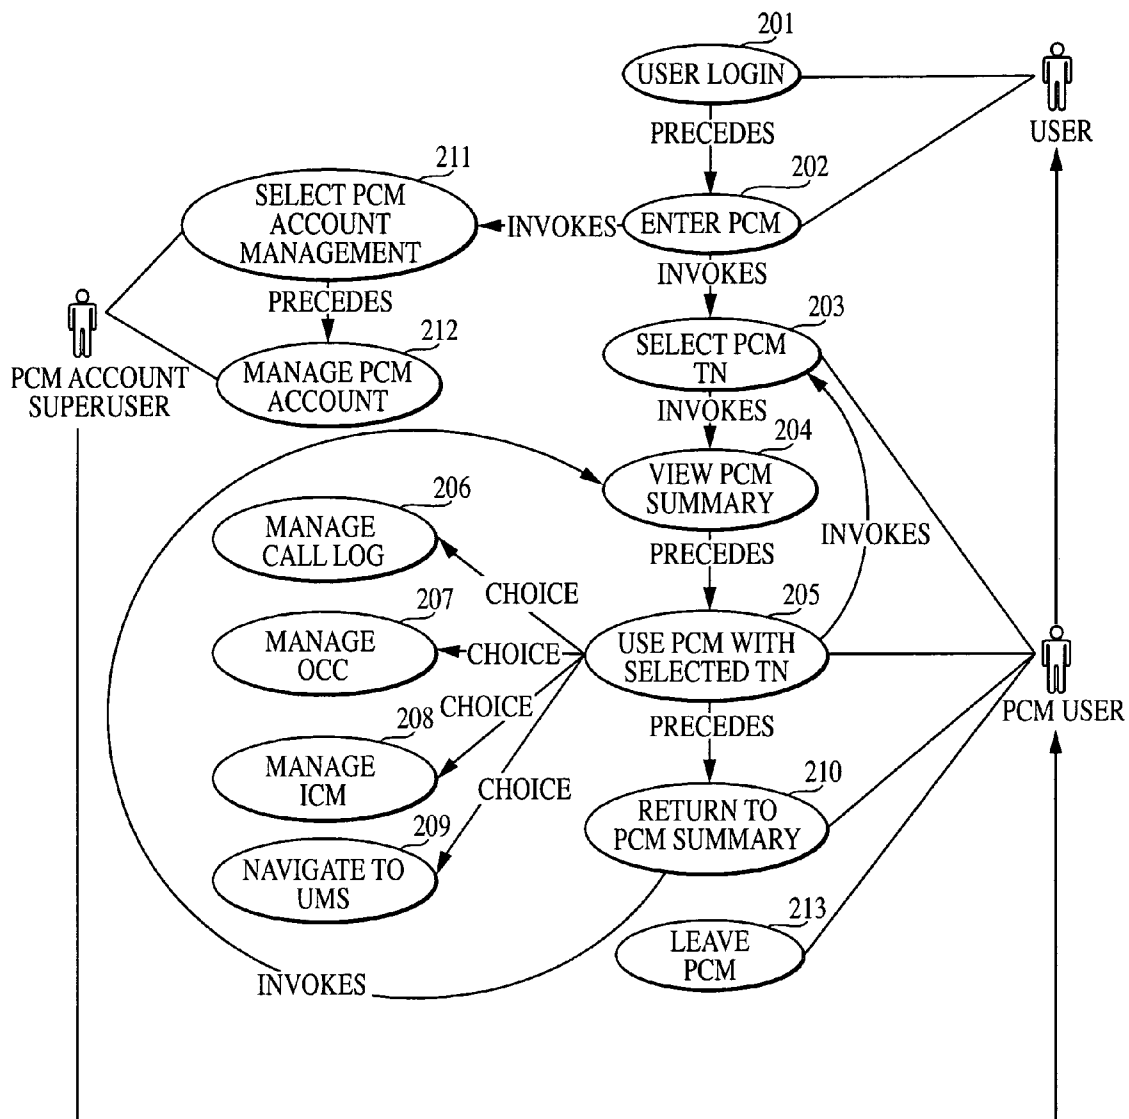 201
USER LOGIN
USER
PRECEDES
211
202
SELECT PCM
ACCOUNT
MANAGEMENT
INVOKES
ENTER PCM
INVOKES
PRECEDES
203
212
SELECT PCM
TN
MANAGE PCM
ACCOUNT
PCM ACCOUNT
SUPERUSER
INVOKES
204
VIEW PCM
SUMMARY
206
MANAGE
CALL LOG
INVOKES
PRECEDES
CHOICE
207
205
MANAGE
OCC
CHOICE
USE PCM WITH
SELECTED TN
CHOICE
PCM USER
208
PRECEDES
MANAGE
ICM
CHOICE
210
RETURN TO
PCM SUMMARY
209
NAVIGATE TO
UMS
213
LEAVE
PCM
INVOKES